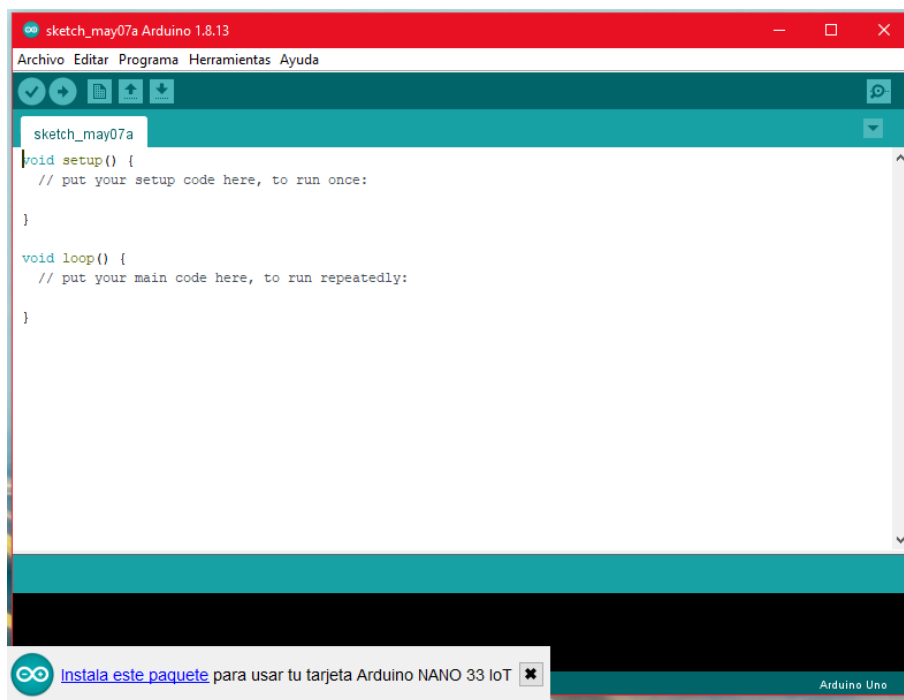 sketch_may07a Arduino 1.8.13
Archivo Editar Programa Herramientas Ayuda
sketch_may07a
void setup() {
  // put your setup code here, to run once:
}
void loop() {
  // put your main code here, to run repeatedly:
}
Instala este paquete para usar tu tarjeta Arduino NANO 33 IoT
Arduino Uno